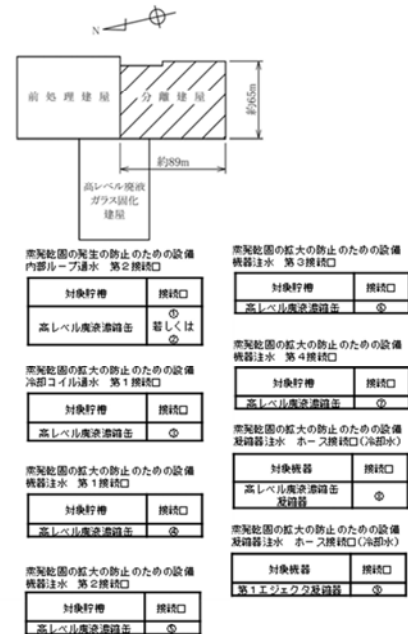 N
前処理建屋
分離建屋
約65m
約89m
高レベル廃液
ガラス固化
建屋
蒸発乾固の発生の防止のための設備
内部ループ通水 第2接続口
対象貯槽 接続口
高レベル廃液濃縮缶 ①
若しくは
②
蒸発乾固の拡大の防止のための設備
冷却コイル通水 第1接続口
対象貯槽 接続口
高レベル廃液濃縮缶 ③
蒸発乾固の拡大の防止のための設備
機器注水 第1接続口
対象貯槽 接続口
高レベル廃液濃縮缶 ④
蒸発乾固の拡大の防止のための設備
機器注水 第2接続口
対象貯槽 接続口
高レベル廃液濃縮缶 ⑤
蒸発乾固の拡大の防止のための設備
機器注水 第3接続口
対象貯槽 接続口
高レベル廃液濃縮缶
蒸発乾固の拡大の防止のための設備
機器注水 第4接続口
対象貯槽 接続口
高レベル廃液濃縮缶 ⑦
蒸発乾固の拡大の防止のための設備
凝縮器注水 ホース接続口(冷却水)
対象機器 接続口
高レベル廃液濃縮缶
凝縮器
蒸発乾固の拡大の防止のための設備
凝縮器注水 ホース接続口(冷却水)
対象機器 接続口
第1エジェクタ凝縮器